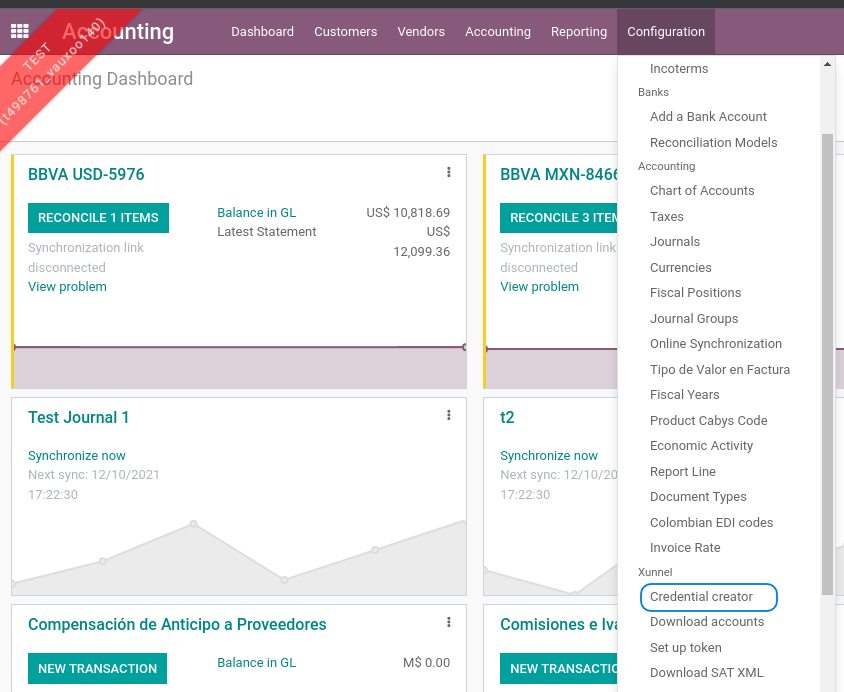 Accounting
Dashboard
Customers
Vendors
Accounting
Reporting
Configuration
TEST
(t498761.vauxoo140)
Accounting Dashboard
BBVA USD-5976
RECONCILE 1 ITEMS
Synchronization link
disconnected
View problem
Balance in GL
US$ 10,818.69
Latest Statement
US$
12,099.36
BBVA MXN-8466
RECONCILE 3 ITEM
Synchronization link
disconnected
View problem
Test Journal 1
Synchronize now
Next sync: 12/10/2021
17:22:30
t2
Synchronize now
Next sync: 12/10/20
17:22:30
Compensación de Anticipo a Proveedores
NEW TRANSACTION
Balance in GL
M$ 0.00
Comisiones e Iva
NEW TRANSACTIO
Incoterms
Banks
Add a Bank Account
Reconciliation Models
Accounting
Chart of Accounts
Taxes
Journals
Currencies
Fiscal Positions
Journal Groups
Online Synchronization
Tipo de Valor en Factura
Fiscal Years
Product Cabys Code
Economic Activity
Report Line
Document Types
Colombian EDI codes
Invoice Rate
Xunnel
Credential creator
Download accounts
Set up token
Download SAT XML